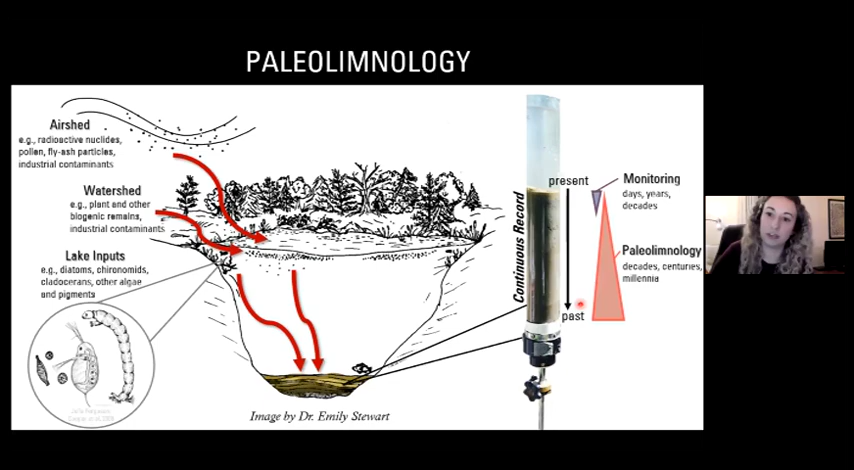 PALEOLIMNOLOGY
Airshed
e.g., radioactive nuclides,
pollen, fly-ash particles,
industrial contaminants
Watershed
e.g., plant and other
biogenic remains,
industrial contaminants
Lake Inputs
e.g., diatoms, chironomids,
cladocerans, other algae
and pigments
Image by Dr. Emily Stewart
Continuous Record
present
past
Monitoring
days, years,
decades
Paleolimnology
decades, centuries,
millennia